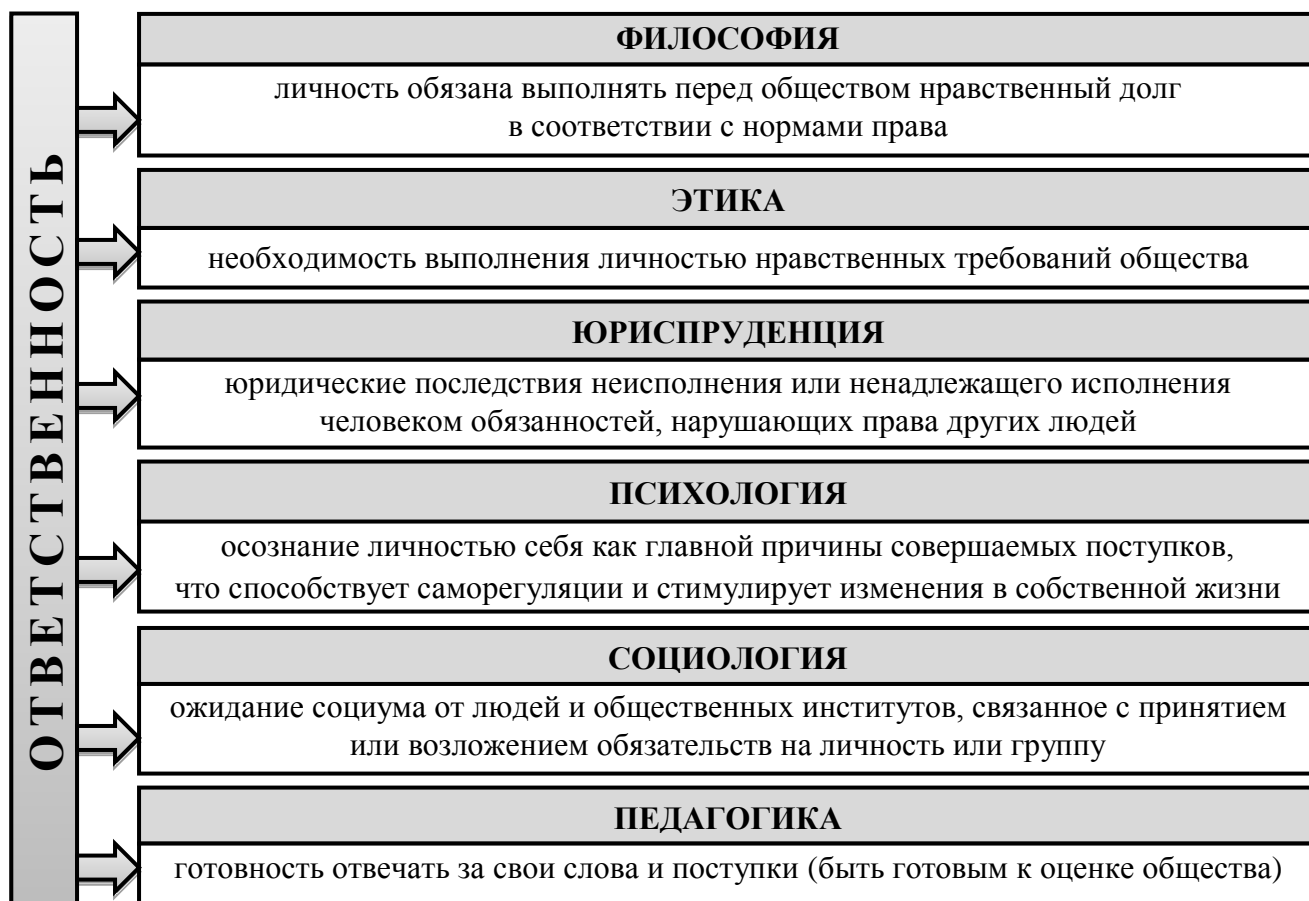 ОТВЕТСТВЕННОСТЬ
ФИЛОСОФИЯ
личность обязана выполнять перед обществом нравственный долг
в соответствии с нормами права
ЭТИКА
необходимость выполнения личностью нравственных требований общества
ЮРИСПРУДЕНЦИЯ
юридические последствия неисполнения или ненадлежащего исполнения
человеком обязанностей, нарушающих права других людей
ПСИХОЛОГИЯ
осознание личностью себя как главной причины совершаемых поступков,
что способствует саморегуляции и стимулирует изменения в собственной жизни
СОЦИОЛОГИЯ
ожидание социума от людей и общественных институтов, связанное с принятием
или возложением обязательств на личность или группу
ПЕДАГОГИКА
готовность отвечать за свои слова и поступки (быть готовым к оценке общества)